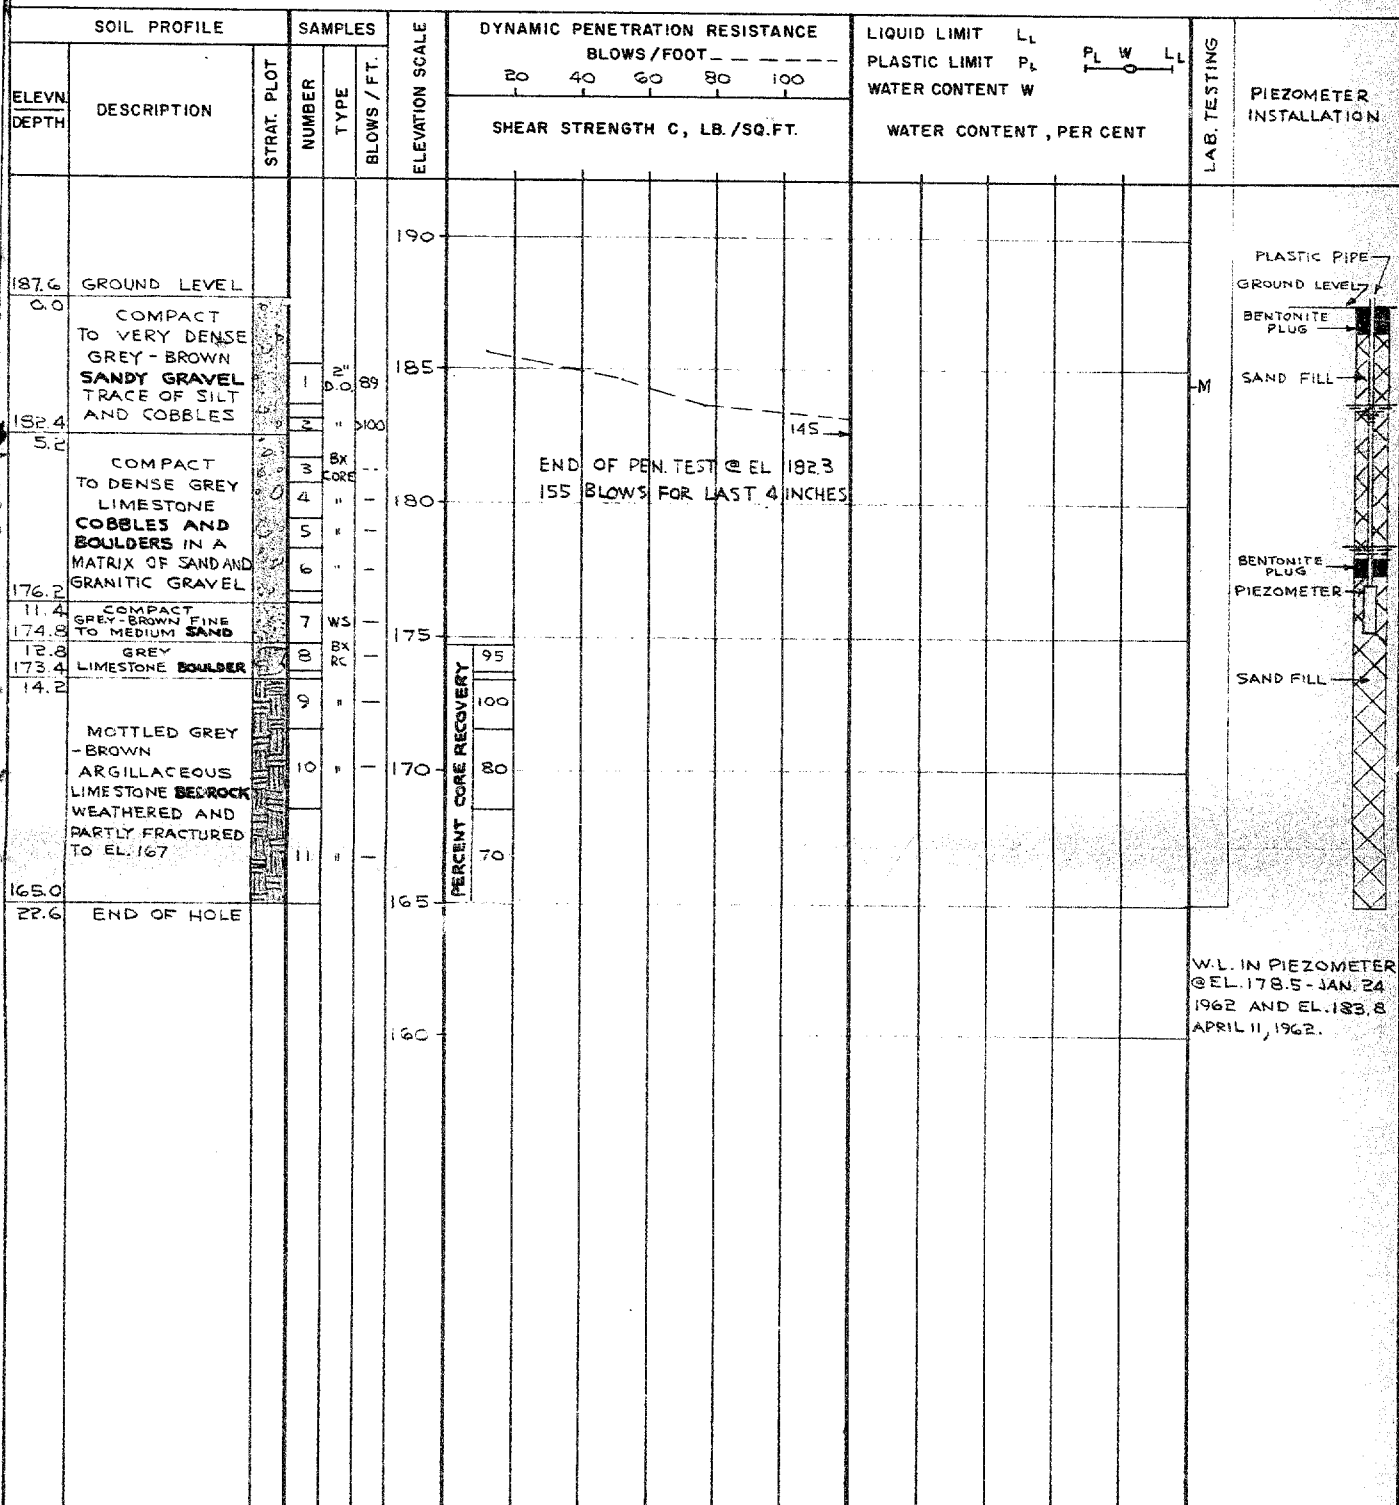 SOIL PROFILE
SAMPLES
ELEVN.
DEPTH
DESCRIPTION
STRAT. PLOT
NUMBER
TYPE
BLOWS / FT.
ELEVATION SCALE
DYNAMIC PENETRATION RESISTANCE
BLOWS / FOOT
20 40 60 80 100
SHEAR STRENGTH C, LB./SQ.FT.
LIQUID LIMIT LL
PLASTIC LIMIT PL
WATER CONTENT W
PL W LL
WATER CONTENT, PER CENT
LAB. TESTING
PIEZOMETER
INSTALLATION
187.6 GROUND LEVEL
0.0
COMPACT
TO VERY DENSE
GREY - BROWN
SANDY GRAVEL
TRACE OF SILT
AND COBBLES
182.4
5.2
COMPACT
TO DENSE GREY
LIMESTONE
COBBLES AND
BOULDERS IN A
MATRIX OF SAND AND
GRANITIC GRAVEL
176.2
11.4
COMPACT
GREY-BROWN FINE
TO MEDIUM SAND
174.8
12.8
GREY
LIMESTONE BOULDER
173.4
14.2
MOTTLED GREY
- BROWN
ARGILLACEOUS
LIMESTONE BEDROCK
WEATHERED AND
PARTLY FRACTURED
TO EL. 167
165.0
22.6 END OF HOLE
1 2" D.O. 89
2 " >100
3 BX CORE --
4 " -
5 " -
6 " -
7 WS -
8 BX RC -
9 " -
10 " -
11 " -
190
185
180
175
170
165
160
145
END OF PEN. TEST @ EL 182.3
155 BLOWS FOR LAST 4 INCHES
PERCENT CORE RECOVERY
95
100
80
70
M
PLASTIC PIPE
GROUND LEVEL
BENTONITE
PLUG
SAND FILL
BENTONITE
PLUG
PIEZOMETER
SAND FILL
W.L. IN PIEZOMETER
@ EL. 178.5 - JAN. 24
1962 AND EL. 183.8
APRIL 11, 1962.